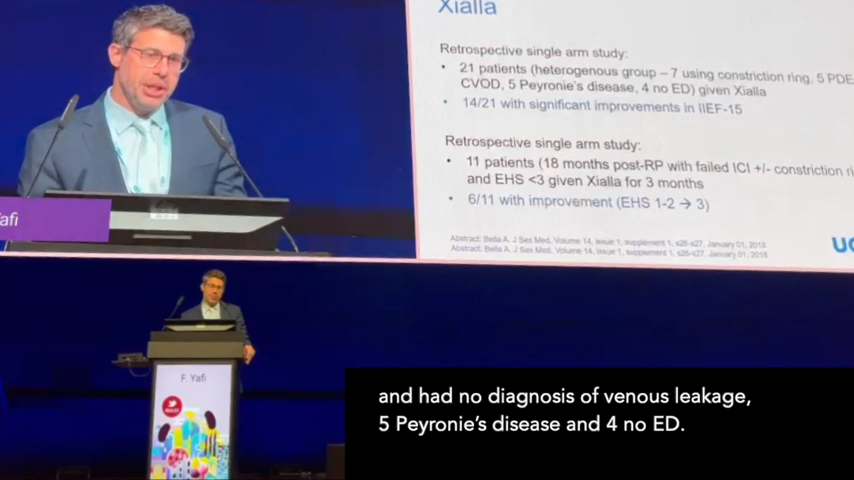 Xialla
Retrospective single arm study:
• 21 patients (heterogenous group – 7 using constriction ring, 5 PDE
CVOD, 5 Peyronie's disease, 4 no ED) given Xialla
• 14/21 with significant improvements in IIEF-15
Retrospective single arm study:
• 11 patients (18 months post-RP with failed ICI +/- constriction ri
and EHS <3 given Xialla for 3 months
• 6/11 with improvement (EHS 1-2 → 3)
Abstract: Bella A, J Sex Med, Volume 14, issue 1, supplement 1, s26-s27, January 01, 2018
Abstract: Bella A, J Sex Med, Volume 14, issue 1, supplement 1, s26-s27, January 01, 2018
UC
afi
F. Yafi
and had no diagnosis of venous leakage,
5 Peyronie's disease and 4 no ED.